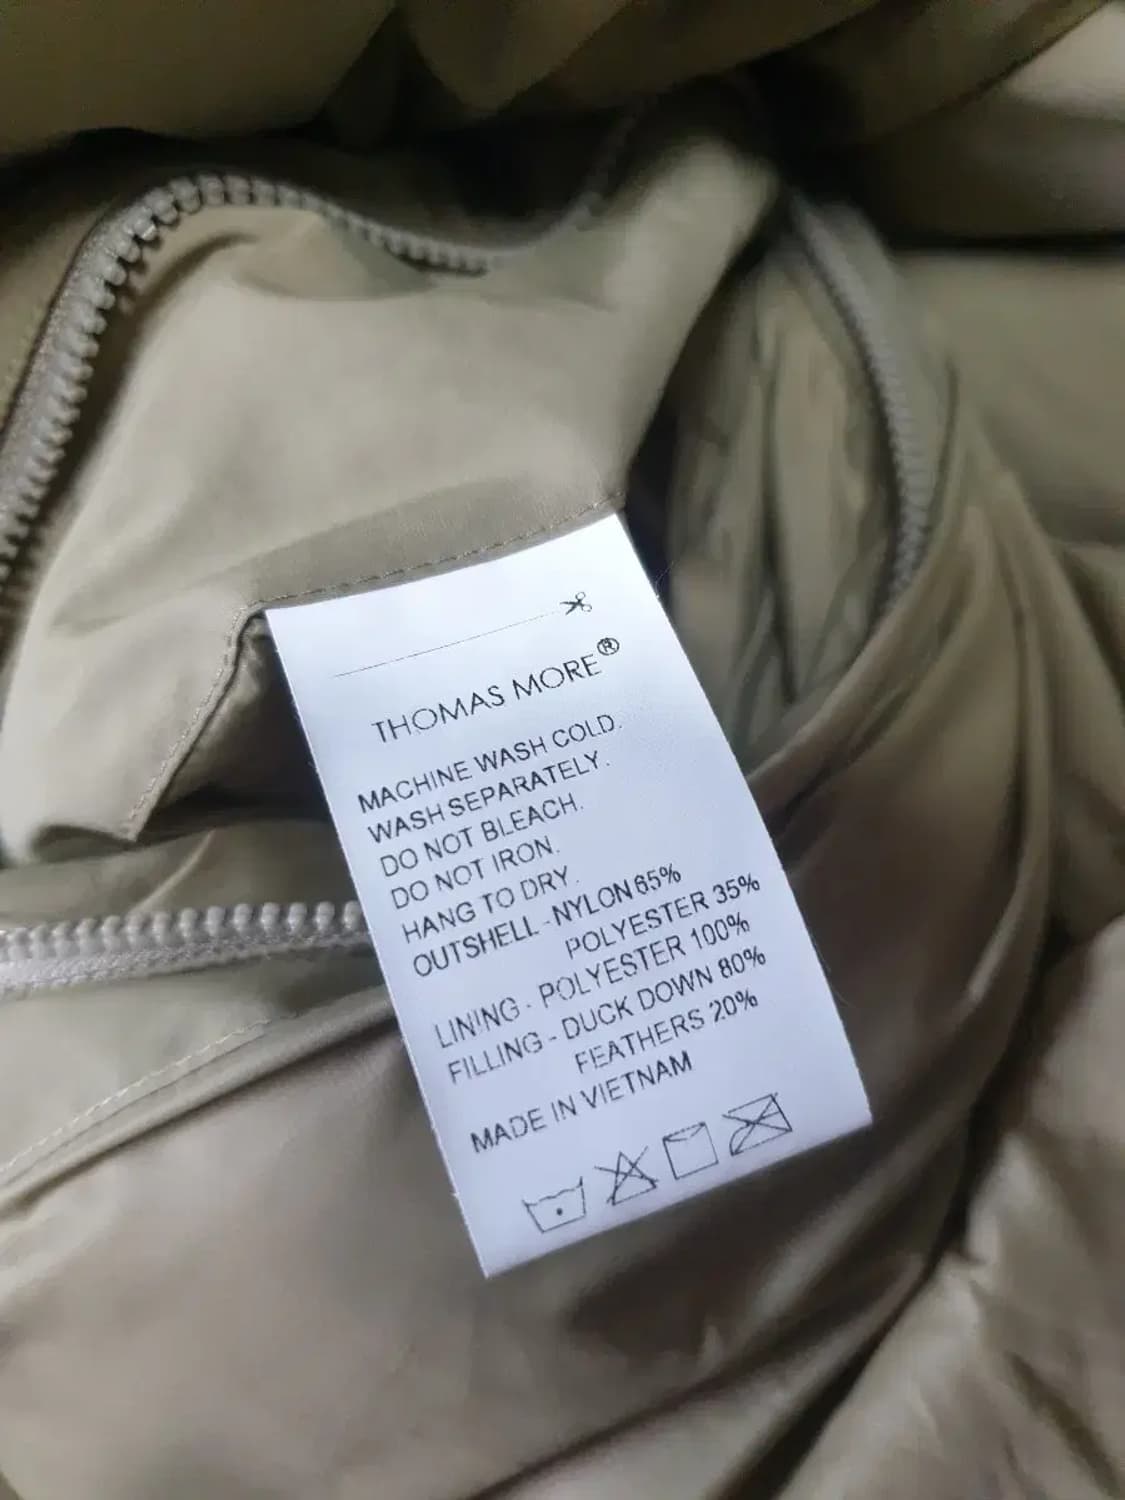 THOMAS MORE®
MACHINE WASH COLD.
WASH SEPARATELY.
DO NOT BLEACH.
DO NOT IRON.
HANG TO DRY.
OUTSHELL - NYLON 65%
POLYESTER 35%
LINING - POLYESTER 100%
FILLING - DUCK DOWN 80%
FEATHERS 20%
MADE IN VIETNAM